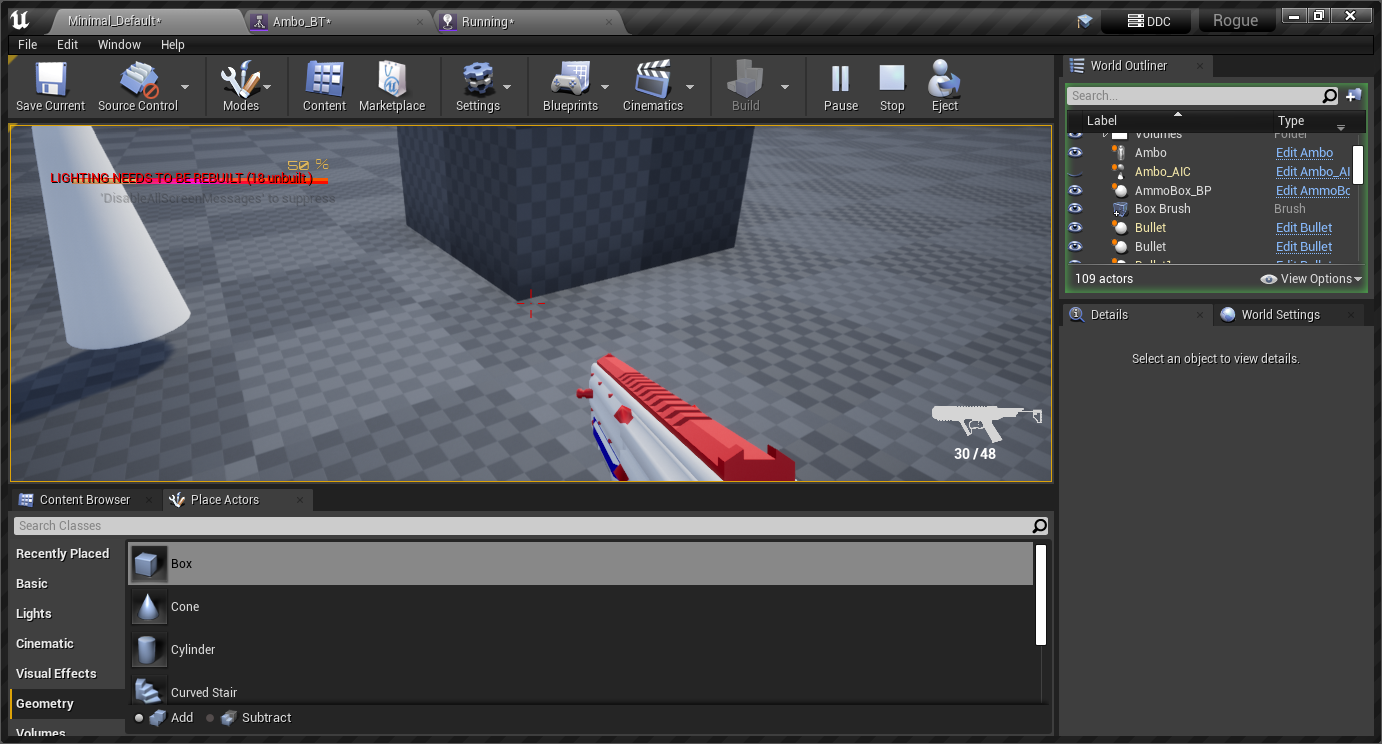 Minimal_Default*
Ambo_BT*
Running*
DDC
Rogue
File Edit Window Help
Save Current
Source Control
Modes
Content
Marketplace
Settings
Blueprints
Cinematics
Build
Pause
Stop
Eject
50 %
LIGHTING NEEDS TO BE REBUILT (18 unbuilt)
'DisableAllScreenMessages' to suppress
30 / 48
World Outliner
Search...
Label Type
Volumes Folder
Ambo Edit Ambo
Ambo_AIC Edit Ambo_AI
AmmoBox_BP Edit AmmoBo
Box Brush Brush
Bullet Edit Bullet
Bullet Edit Bullet
109 actors View Options
Details
World Settings
Select an object to view details.
Content Browser
Place Actors
Search Classes
Recently Placed
Basic
Lights
Cinematic
Visual Effects
Geometry
Volumes
Box
Cone
Cylinder
Curved Stair
Add Subtract